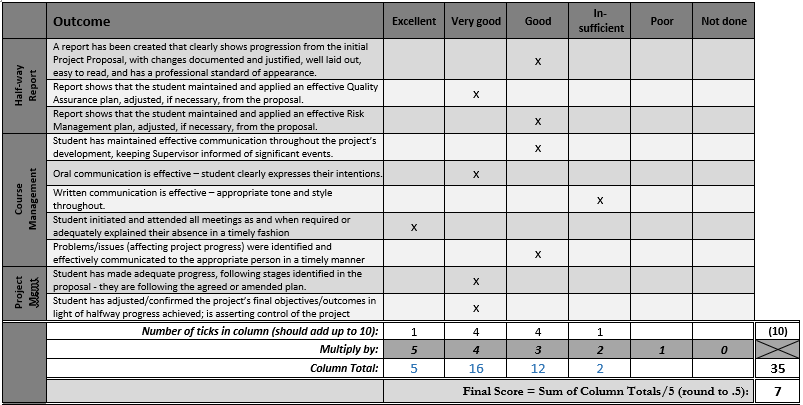 Outcome Excellent Very good Good In-sufficient Poor Not done
Half-way Report
A report has been created that clearly shows progression from the initial
Project Proposal, with changes documented and justified, well laid out, x
easy to read, and has a professional standard of appearance.
Report shows that the student maintained and applied an effective Quality
Assurance plan, adjusted, if necessary, from the proposal. x
Report shows that the student maintained and applied an effective Risk
Management plan, adjusted, if necessary, from the proposal. x
Course Management
Student has maintained effective communication throughout the project's
development, keeping Supervisor informed of significant events. x
Oral communication is effective – student clearly expresses their intentions. x
Written communication is effective – appropriate tone and style
throughout. x
Student initiated and attended all meetings as and when required or
adequately explained their absence in a timely fashion x
Problems/issues (affecting project progress) were identified and
effectively communicated to the appropriate person in a timely manner x
Project Mgmt
Student has made adequate progress, following stages identified in the
proposal - they are following the agreed or amended plan. x
Student has adjusted/confirmed the project's final objectives/outcomes in
light of halfway progress achieved; is asserting control of the project x
Number of ticks in column (should add up to 10): 1 4 4 1 (10)
Multiply by: 5 4 3 2 1 0
Column Total: 5 16 12 2 35
Final Score = Sum of Column Totals/5 (round to .5): 7